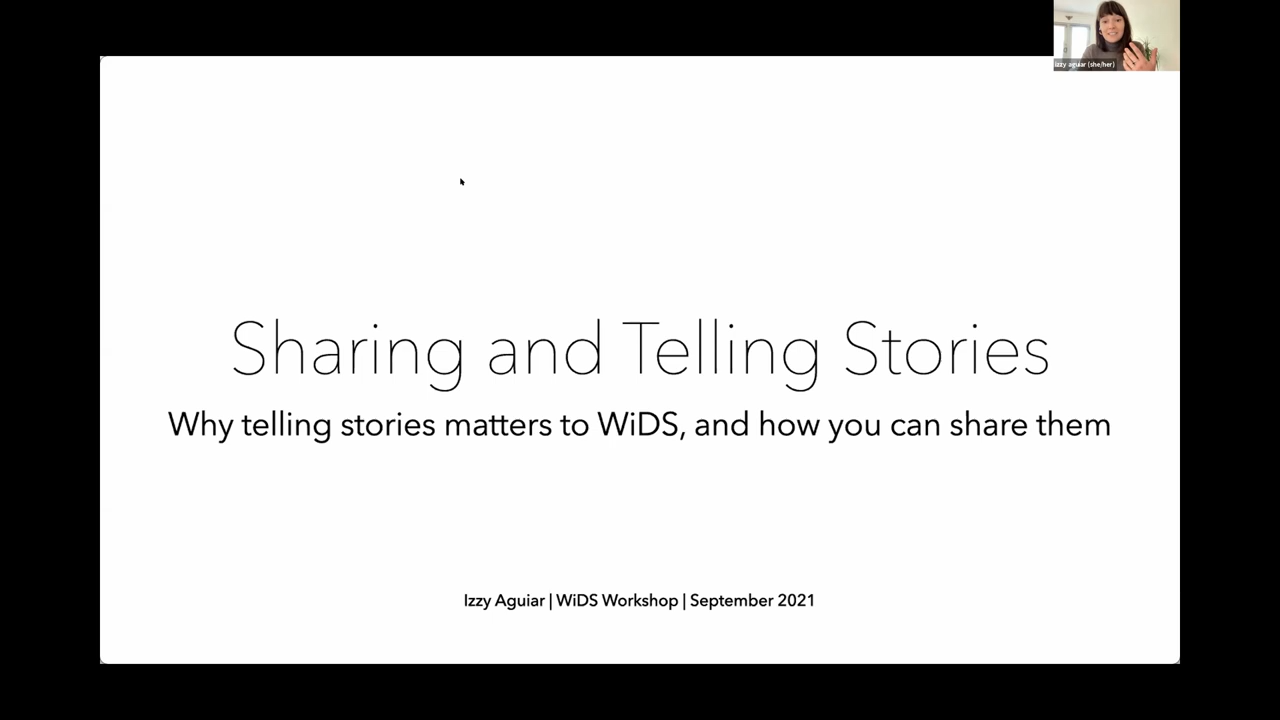 izzy aguiar (she/her)
Sharing and Telling Stories
Why telling stories matters to WiDS, and how you can share them
Izzy Aguiar | WiDS Workshop | September 2021